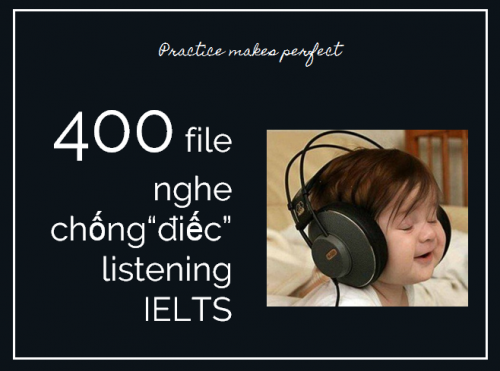 Practice makes perfect
400 file
nghe
chống“điếc”
listening
IELTS